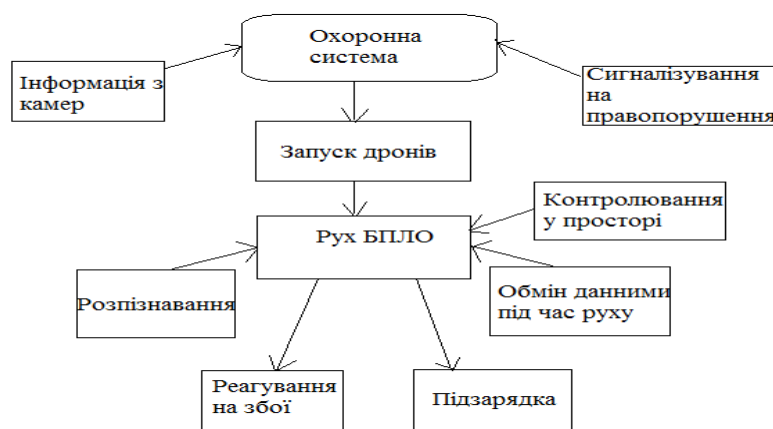 Охоронна
система
Інформація з
камер
Сигналізування
на
правопорушення
Запуск дронів
Контролювання
у просторі
Рух БПЛО
Розпізнавання
Обмін данними
під час руху
Реагування
на збої
Підзарядка